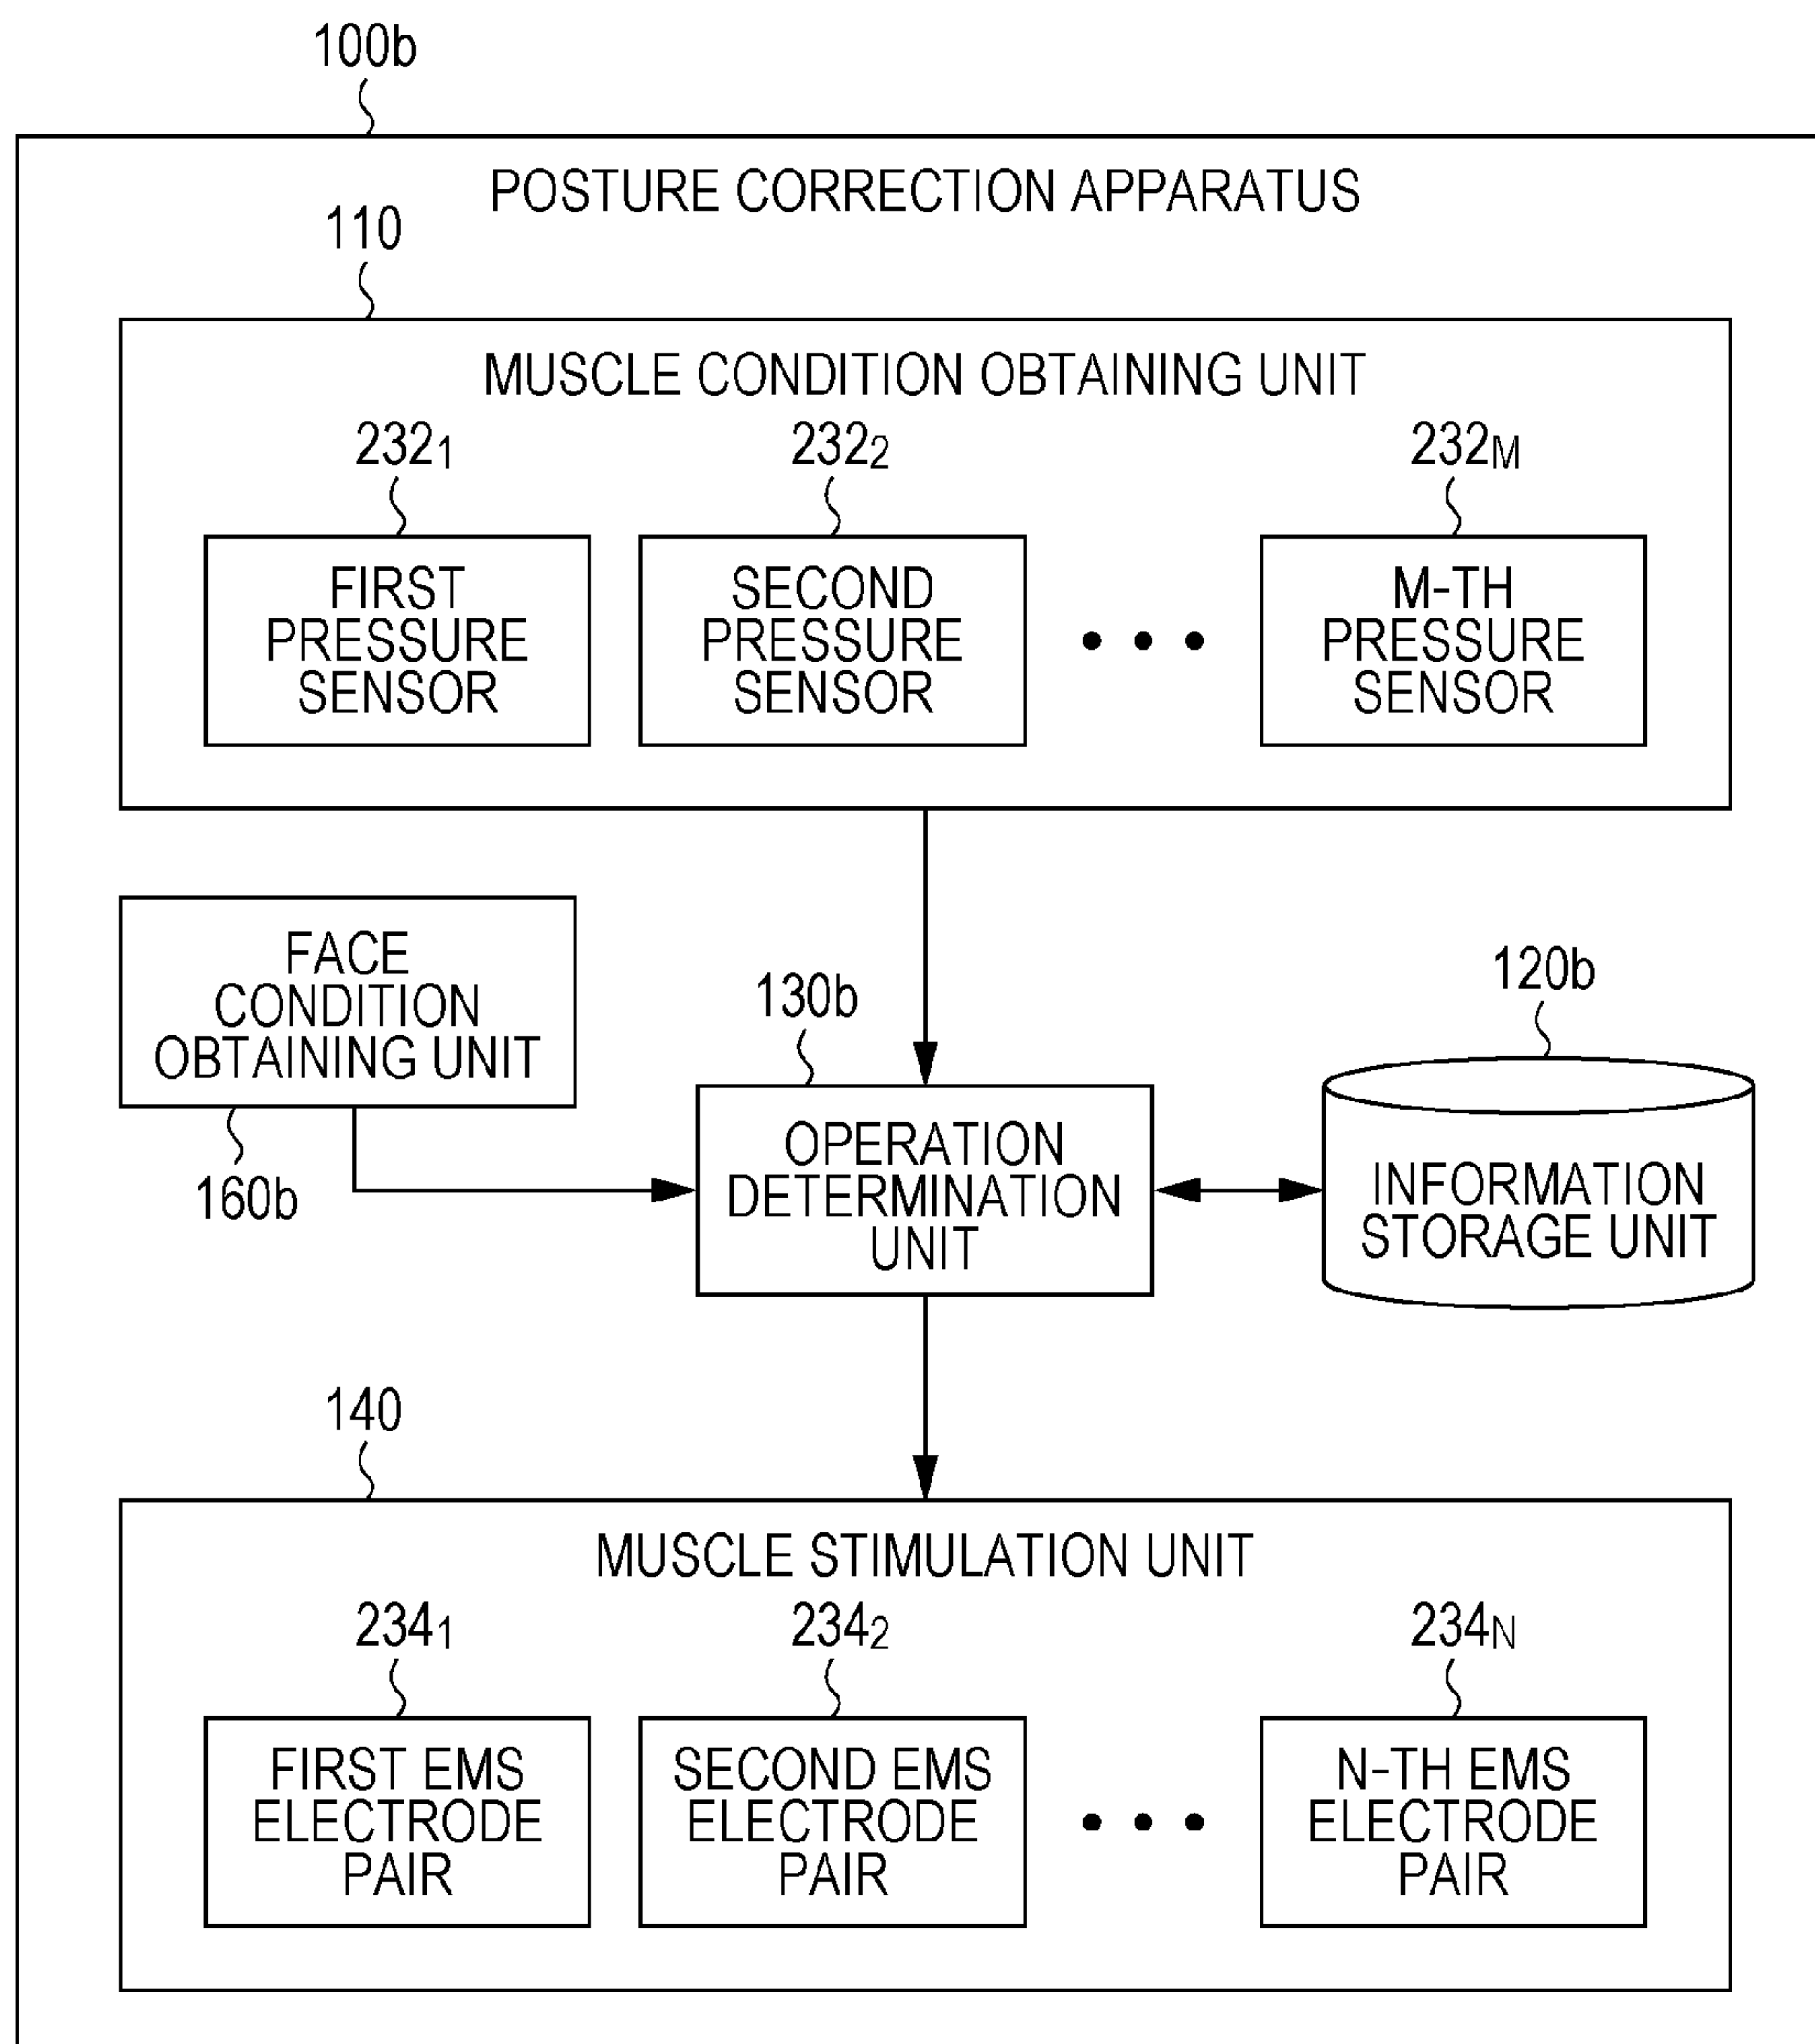 100b
POSTURE CORRECTION APPARATUS
110
MUSCLE CONDITION OBTAINING UNIT
232₁
232₂
232M
FIRST
PRESSURE
SENSOR
SECOND
PRESSURE
SENSOR
• • •
M-TH
PRESSURE
SENSOR
FACE
CONDITION
OBTAINING UNIT
160b
130b
OPERATION
DETERMINATION
UNIT
120b
INFORMATION
STORAGE UNIT
140
MUSCLE STIMULATION UNIT
234₁
234₂
234N
FIRST EMS
ELECTRODE
PAIR
SECOND EMS
ELECTRODE
PAIR
• • •
N-TH EMS
ELECTRODE
PAIR